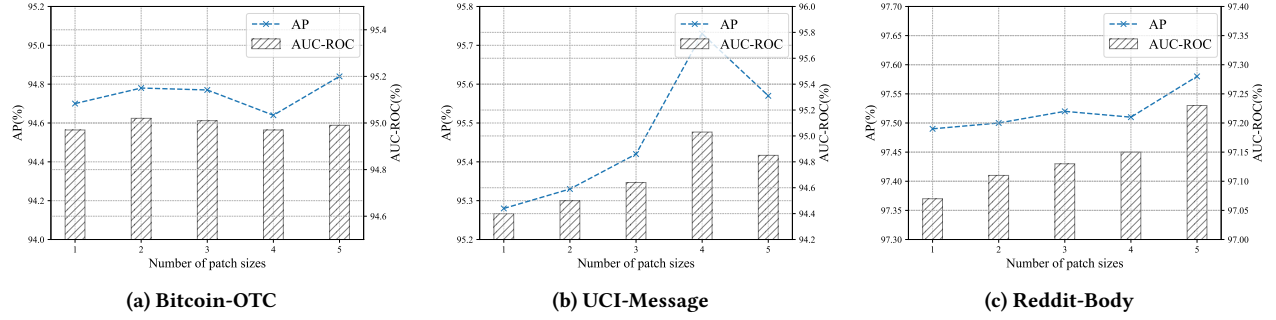 95.2
95.0
94.8
94.6
94.4
94.2
94.0
AP(%)
95.4
95.2
95.0
94.8
94.6
AUC-ROC(%)
AP
AUC-ROC
1 2 3 4 5
Number of patch sizes
(a) Bitcoin-OTC
95.8
95.7
95.6
95.5
95.4
95.3
95.2
AP(%)
96.0
95.8
95.6
95.4
95.2
95.0
94.8
94.6
94.4
94.2
AUC-ROC(%)
AP
AUC-ROC
1 2 3 4 5
Number of patch sizes
(b) UCI-Message
97.70
97.65
97.60
97.55
97.50
97.45
97.40
97.35
97.30
AP(%)
97.40
97.35
97.30
97.25
97.20
97.15
97.10
97.05
97.00
AUC-ROC(%)
AP
AUC-ROC
1 2 3 4 5
Number of patch sizes
(c) Reddit-Body